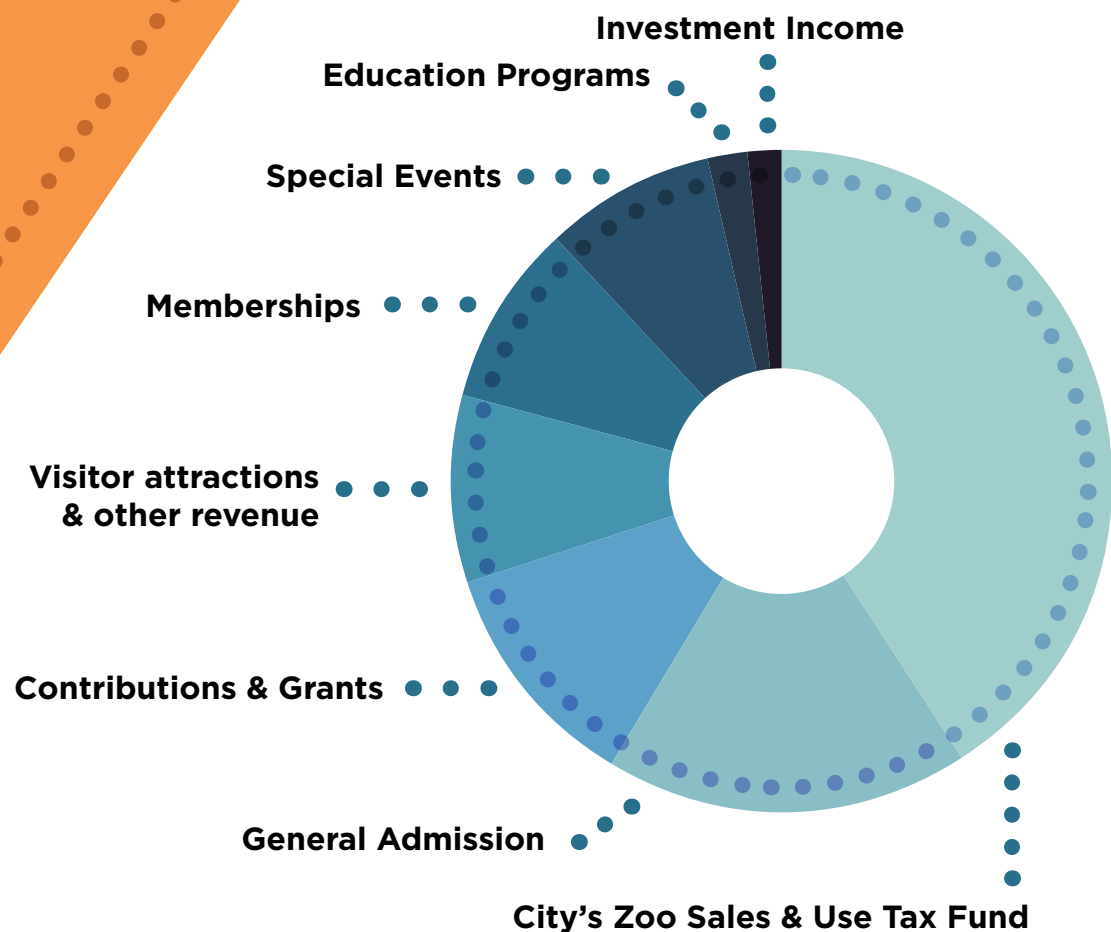 Investment Income
Education Programs
Special Events
Memberships
Visitor attractions
& other revenue
Contributions & Grants
General Admission
City’s Zoo Sales & Use Tax Fund